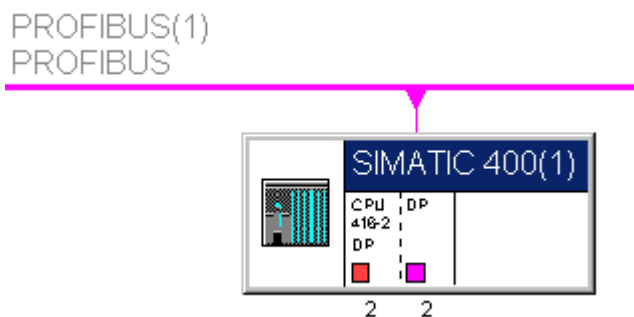 PROFIBUS(1)
PROFIBUS
SIMATIC 400(1)
CPU DP
416-2
DP
2 2